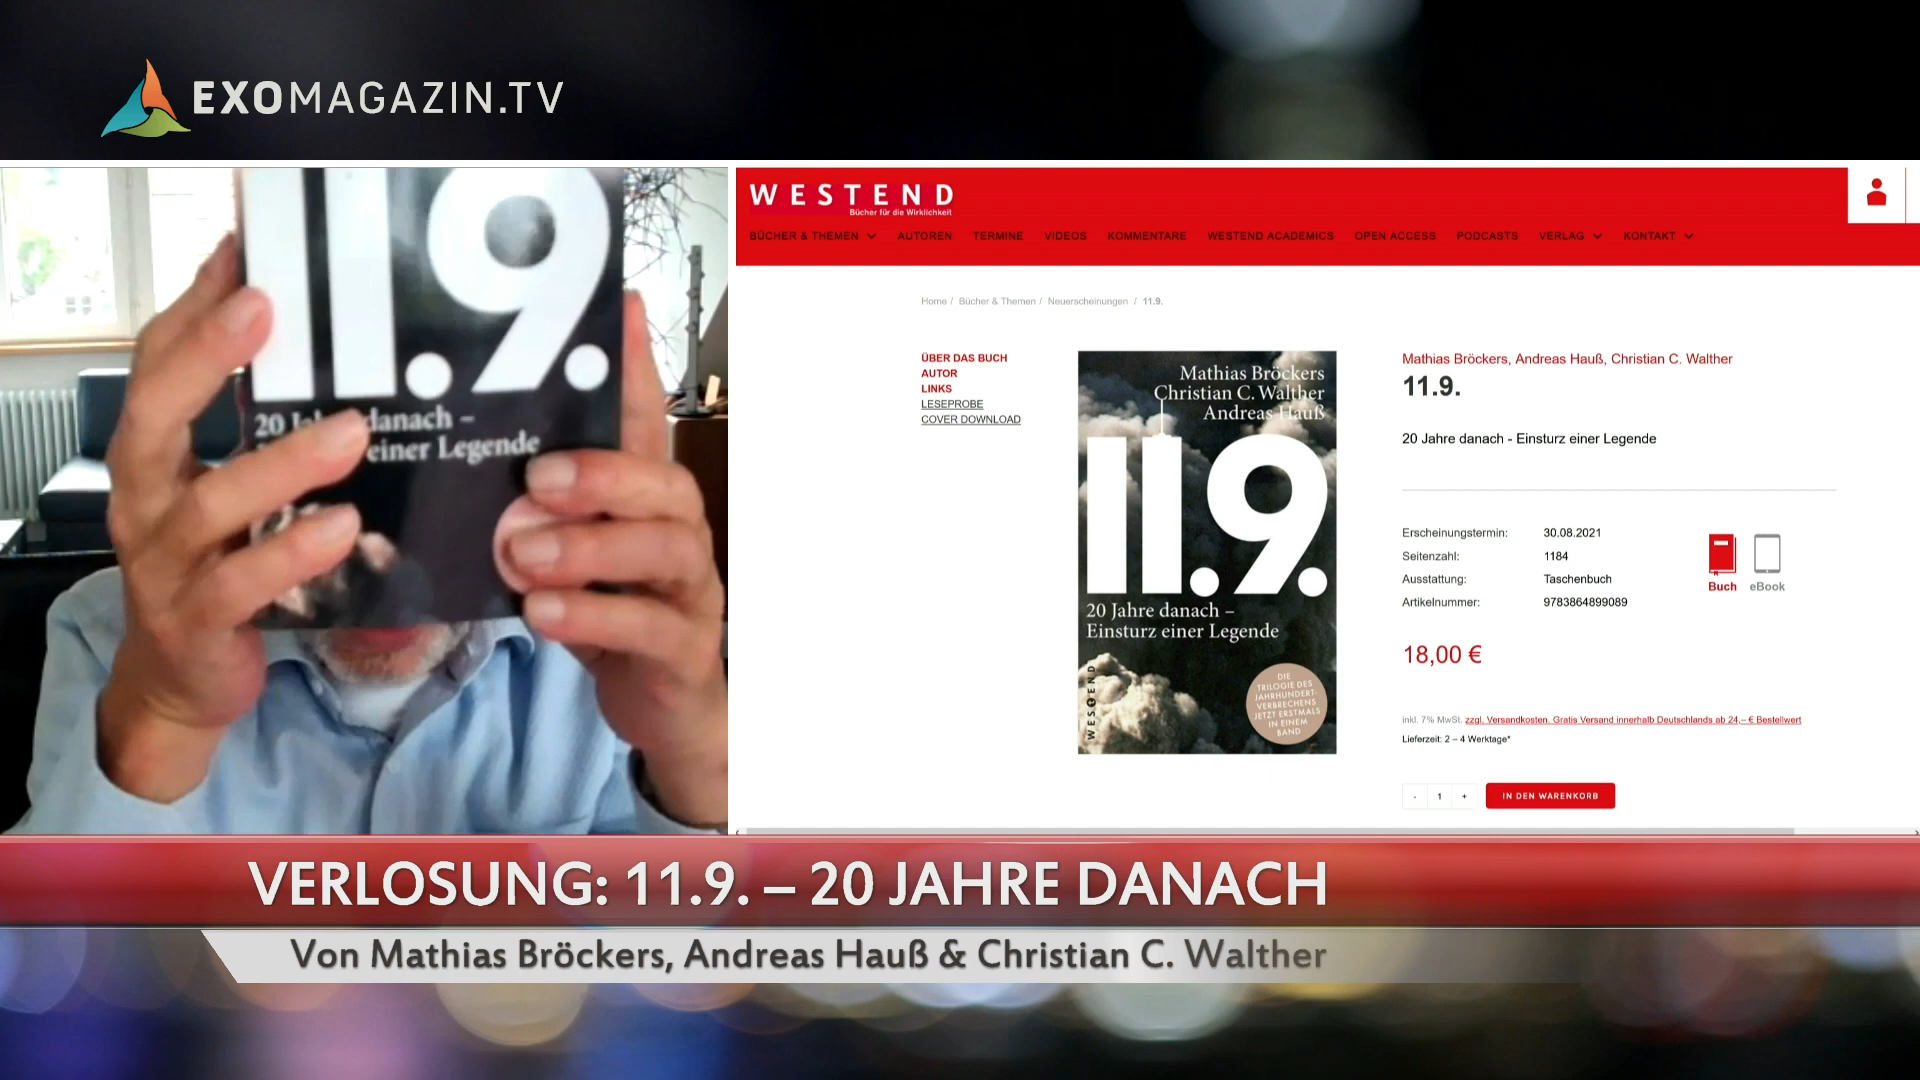 EXOMAGAZIN.TV
11.9.
20 danach –
einer Legende
WESTEND
Bücher für die Wirklichkeit
BÜCHER & THEMEN AUTOREN TERMINE VIDEOS KOMMENTARE WESTEND ACADEMICS OPEN ACCESS PODCASTS VERLAG KONTAKT
Home / Bücher & Themen / Neuerscheinungen / 11.9.
ÜBER DAS BUCH
AUTOR
LINKS
LESEPROBE
COVER DOWNLOAD
Mathias Bröckers
Christian C. Walther
Andreas Hauß
11.9.
20 Jahre danach –
Einsturz einer Legende
WESTEND
DIE
TRILOGIE DES
JAHRHUNDERT-
VERBRECHENS
JETZT ERSTMALS
IN EINEM
BAND
Mathias Bröckers, Andreas Hauß, Christian C. Walther
11.9.
20 Jahre danach - Einsturz einer Legende
Erscheinungstermin: 30.08.2021
Seitenzahl: 1184
Ausstattung: Taschenbuch
Artikelnummer: 9783864899089
Buch eBook
18,00 €
inkl. 7% MwSt. zzgl. Versandkosten. Gratis Versand innerhalb Deutschlands ab 24,– € Bestellwert
Lieferzeit: 2 – 4 Werktage*
- 1 + IN DEN WARENKORB
VERLOSUNG: 11.9. – 20 JAHRE DANACH
Von Mathias Bröckers, Andreas Hauß & Christian C. Walther